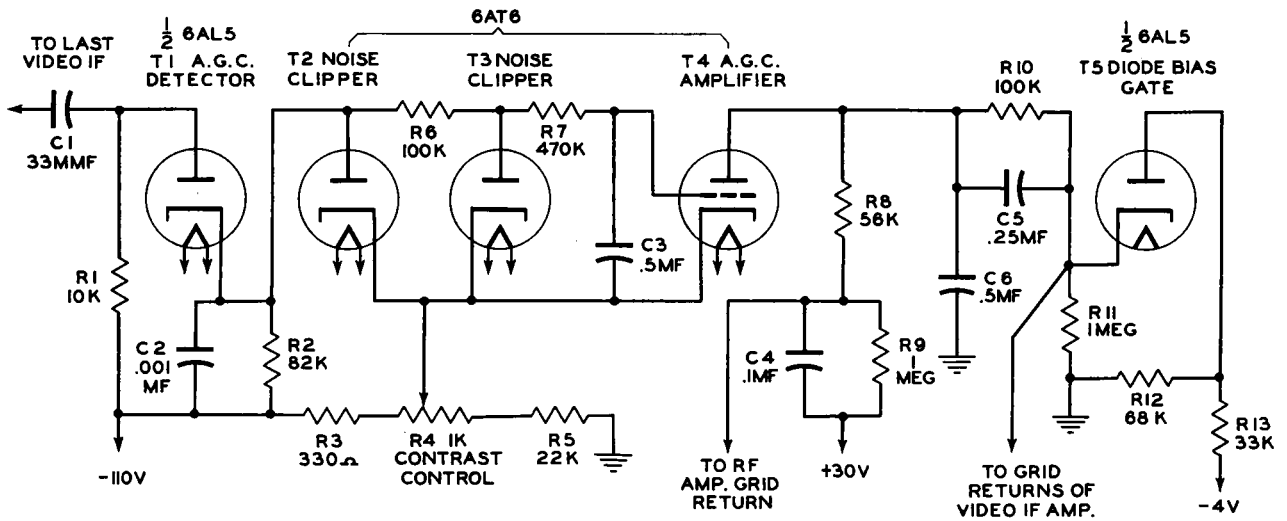 6AT6
TO LAST
VIDEO IF
½ 6AL5
T1 A.G.C.
DETECTOR
T2 NOISE
CLIPPER
T3 NOISE
CLIPPER
T4 A.G.C.
AMPLIFIER
½ 6AL5
T5 DIODE BIAS
GATE
C1
33MMF
R1
10K
C2
.001
MF
R2
82K
R6
100K
R7
470K
C3
.5MF
R8
56K
R10
100K
C5
.25MF
C6
.5MF
R11
1MEG
C4
.1MF
R9
1
MEG
R12
68K
R13
33K
R3
330Ω
R4 1K
CONTRAST
CONTROL
R5
22K
-110V
TO RF
AMP. GRID
RETURN
+30V
TO GRID
RETURNS OF
VIDEO IF AMP.
-4V